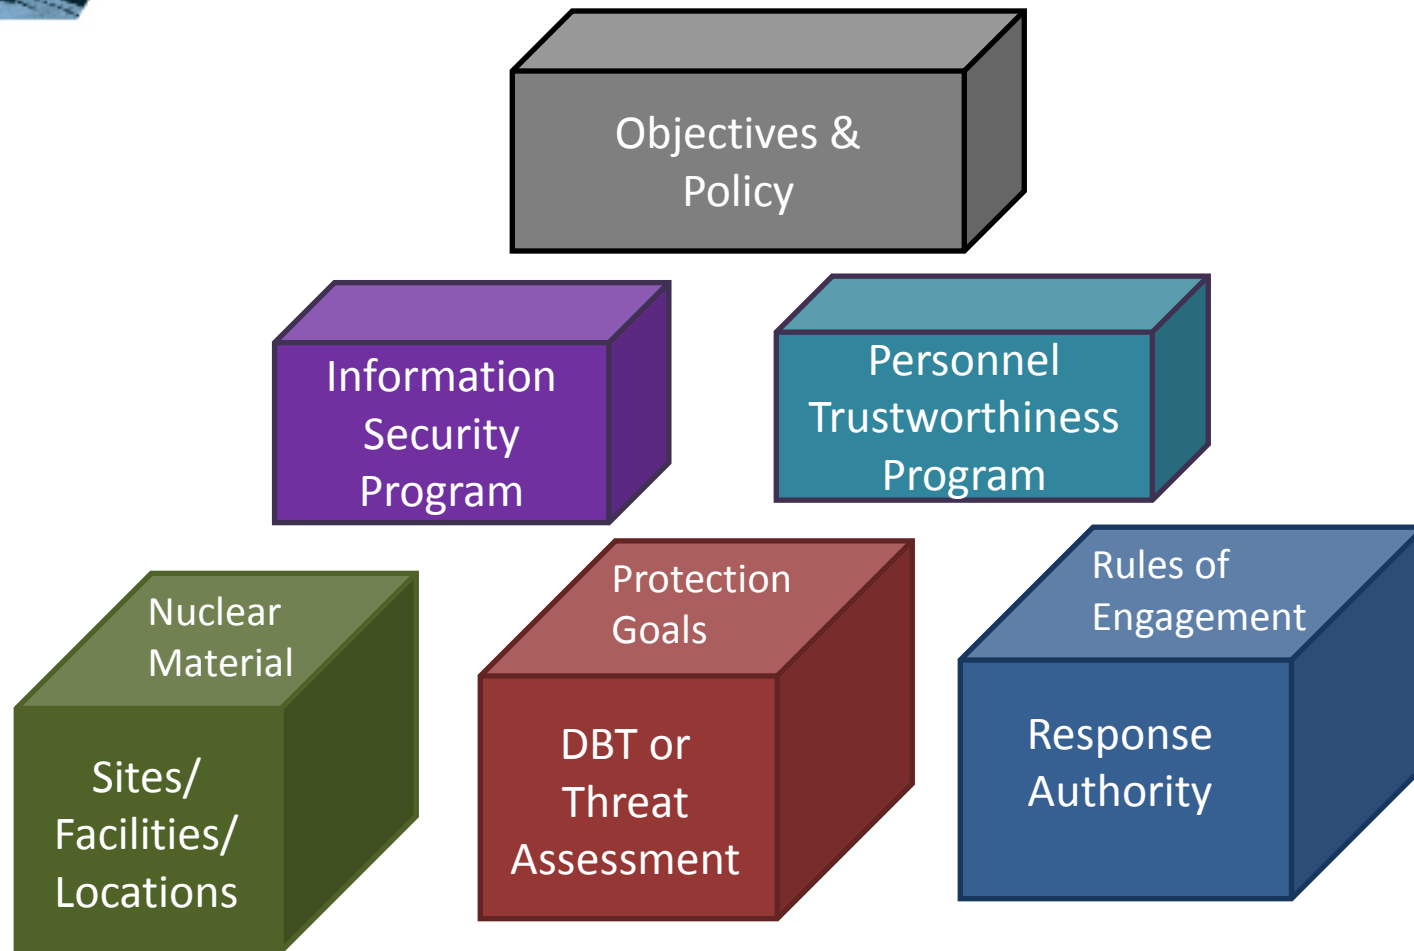 Objectives &
Policy
Information
Security
Program
Personnel
Trustworthiness
Program
Nuclear
Material
Sites/
Facilities/
Locations
Protection
Goals
DBT or
Threat
Assessment
Rules of
Engagement
Response
Authority